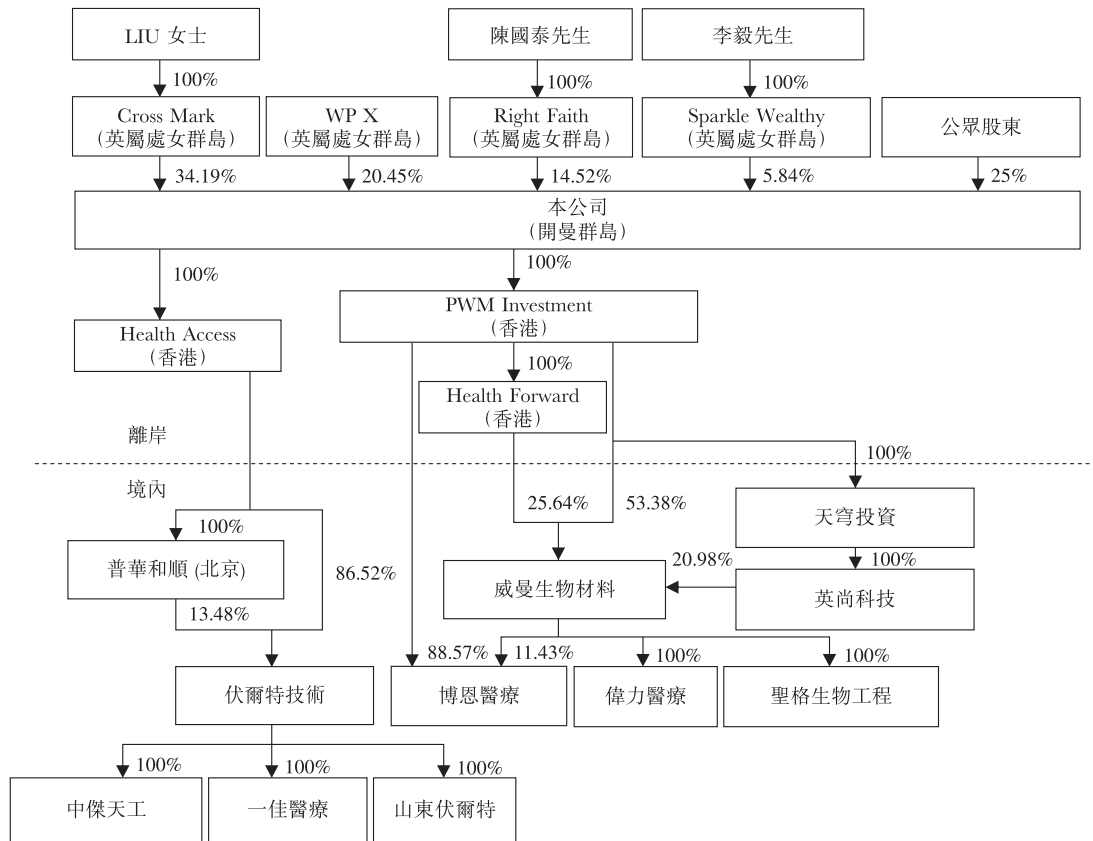 LIU 女士
陳國泰先生
李毅先生
100%
100%
100%
Cross Mark
(英屬處女群島)
WP X
(英屬處女群島)
Right Faith
(英屬處女群島)
Sparkle Wealthy
(英屬處女群島)
公眾股東
34.19%
20.45%
14.52%
5.84%
25%
本公司
(開曼群島)
100%
100%
PWM Investment
(香港)
Health Access
(香港)
100%
Health Forward
(香港)
離岸
100%
境內
25.64%
53.38%
天穹投資
100%
普華和順 (北京)
86.52%
20.98%
100%
威曼生物材料
英尚科技
13.48%
88.57%
11.43%
100%
100%
伏爾特技術
博恩醫療
偉力醫療
聖格生物工程
100%
100%
100%
中傑天工
一佳醫療
山東伏爾特